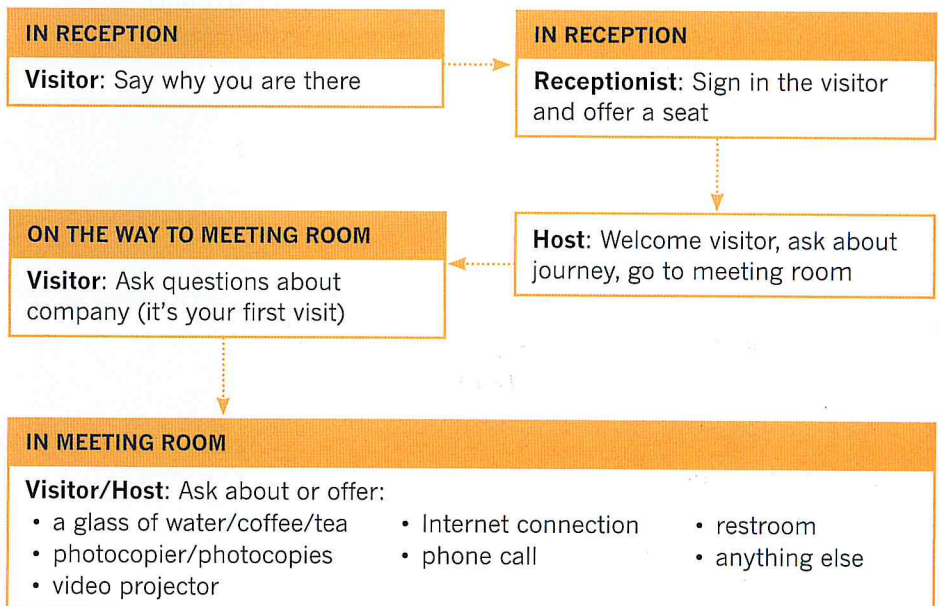 IN RECEPTION
Visitor: Say why you are there
IN RECEPTION
Receptionist: Sign in the visitor
and offer a seat
Host: Welcome visitor, ask about
journey, go to meeting room
ON THE WAY TO MEETING ROOM
Visitor: Ask questions about
company (it's your first visit)
IN MEETING ROOM
Visitor/Host: Ask about or offer:
• a glass of water/coffee/tea
• photocopier/photocopies
• video projector
• Internet connection
• phone call
• restroom
• anything else